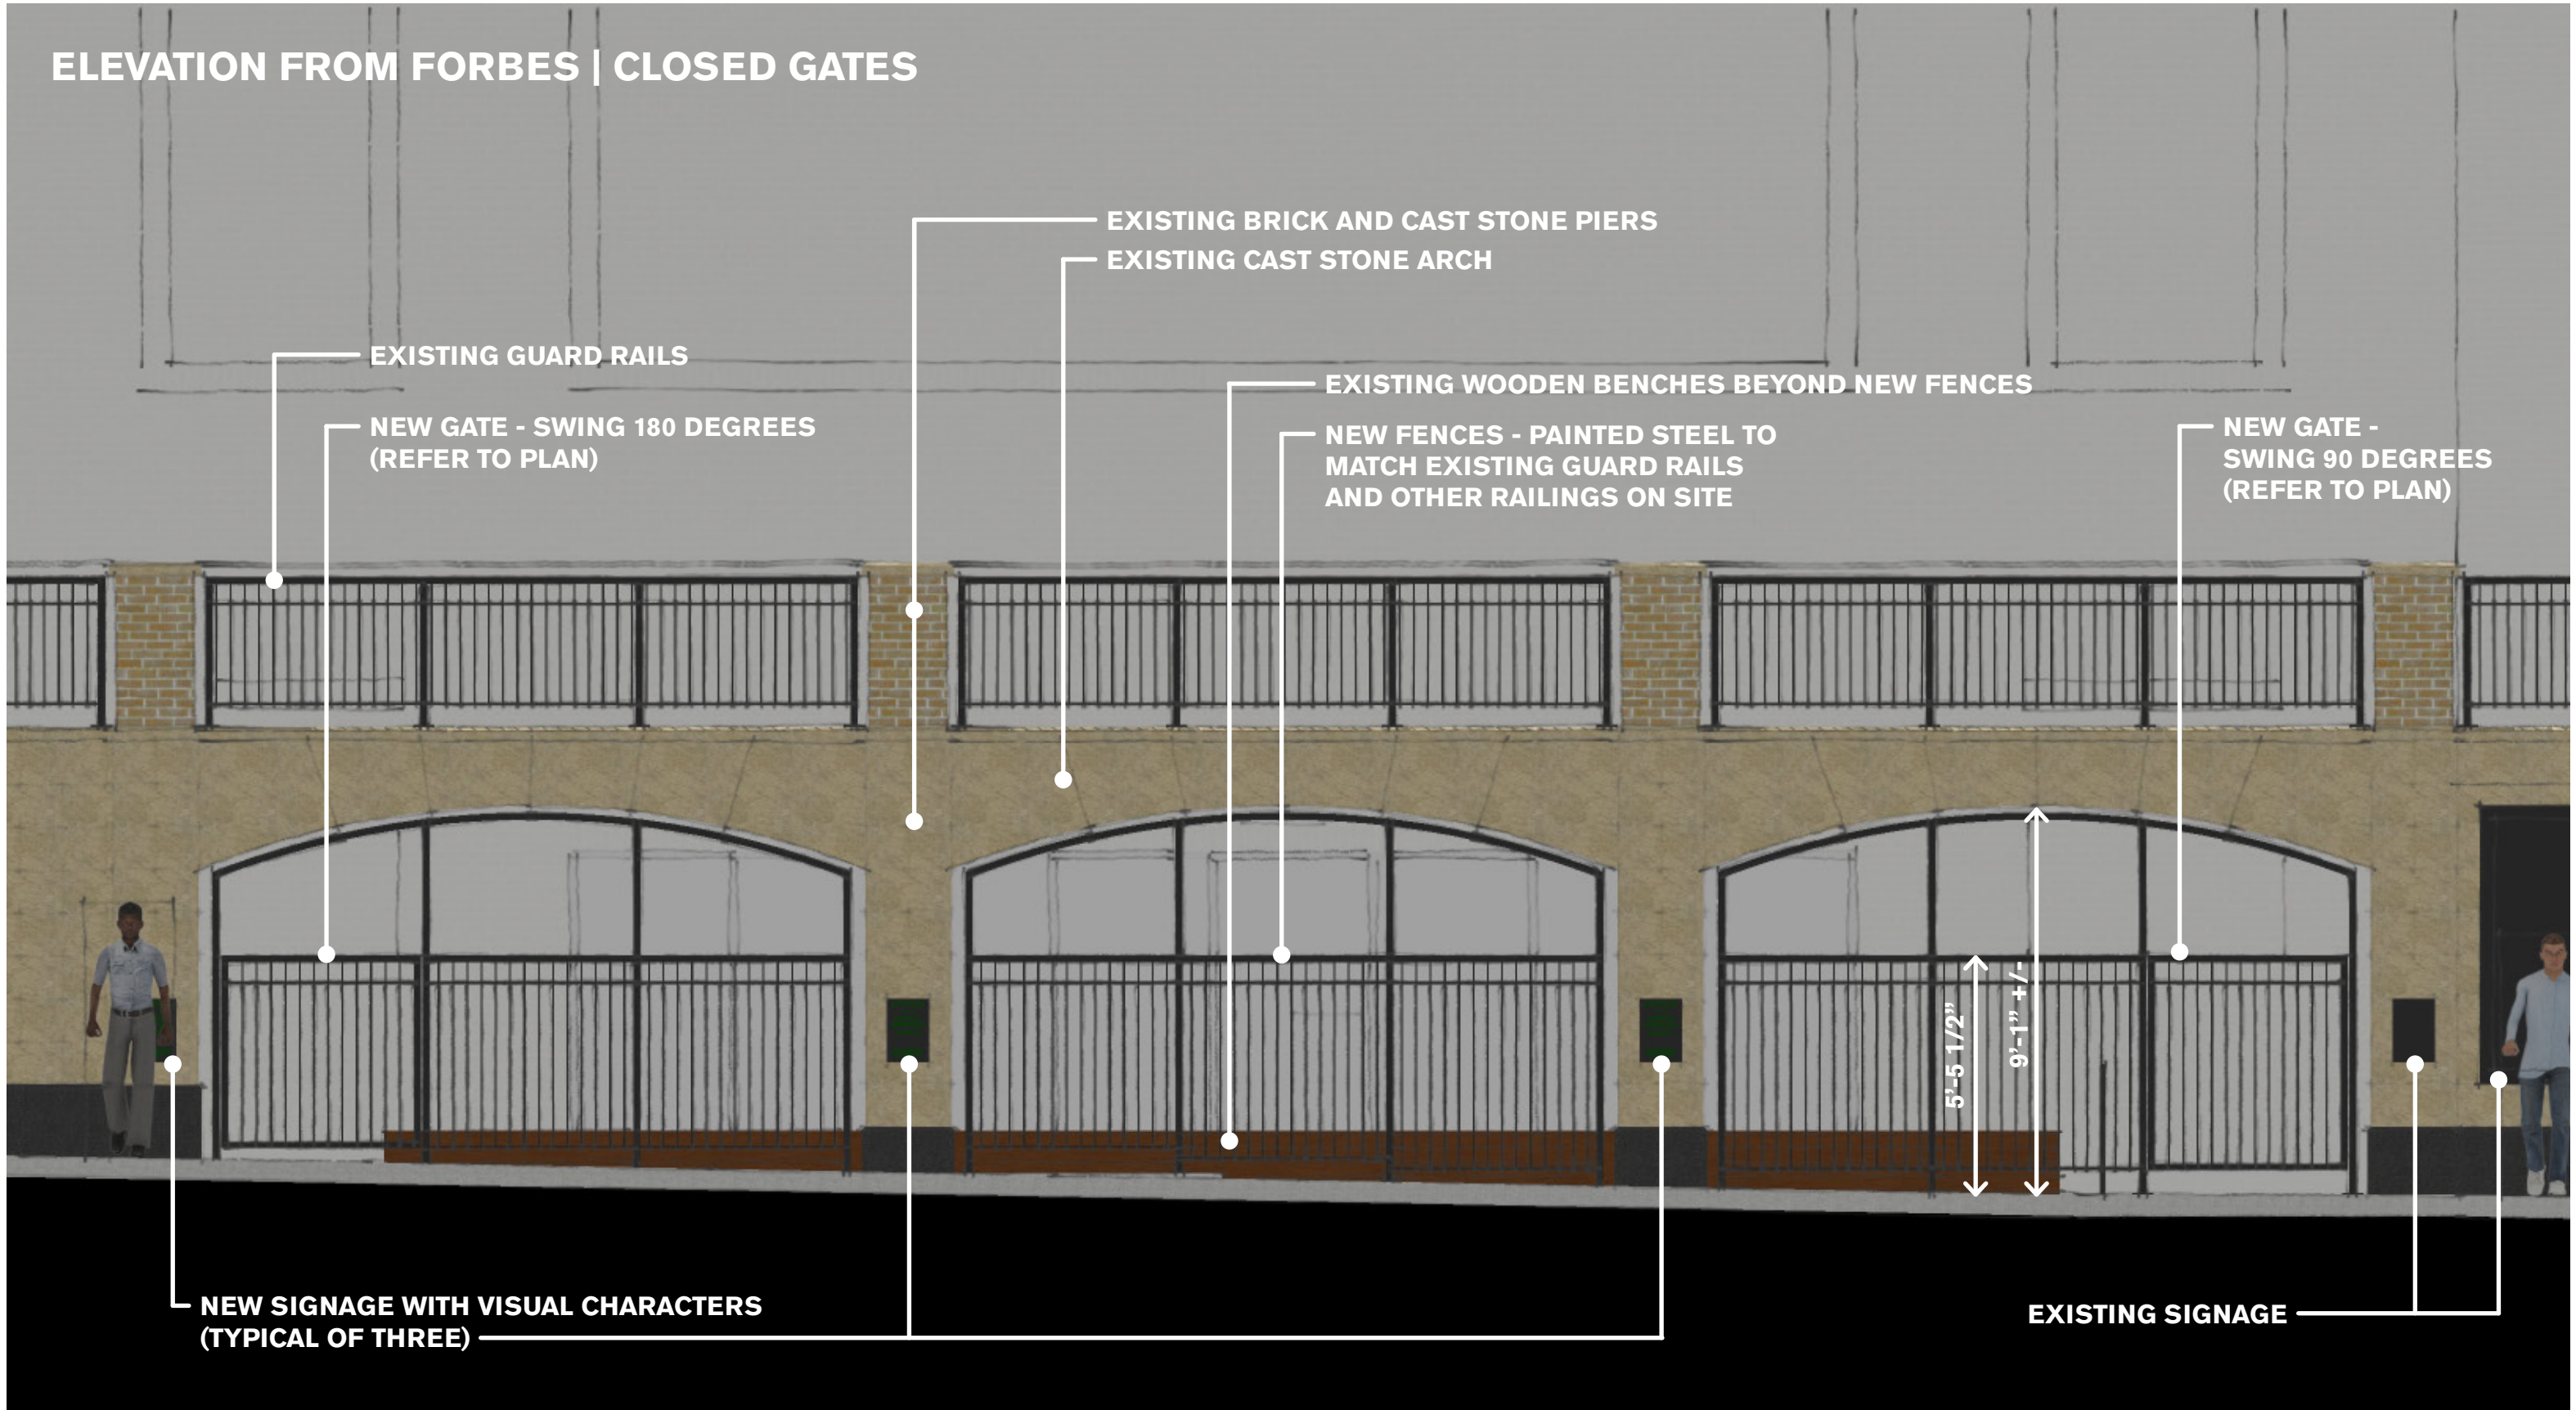 ELEVATION FROM FORBES | CLOSED GATES
EXISTING BRICK AND CAST STONE PIERS
EXISTING CAST STONE ARCH
EXISTING GUARD RAILS
EXISTING WOODEN BENCHES BEYOND NEW FENCES
NEW GATE - SWING 180 DEGREES
(REFER TO PLAN)
NEW FENCES - PAINTED STEEL TO
MATCH EXISTING GUARD RAILS
AND OTHER RAILINGS ON SITE
NEW GATE -
SWING 90 DEGREES
(REFER TO PLAN)
5’-5 1/2”
9’-1” +/-
NEW SIGNAGE WITH VISUAL CHARACTERS
(TYPICAL OF THREE)
EXISTING SIGNAGE